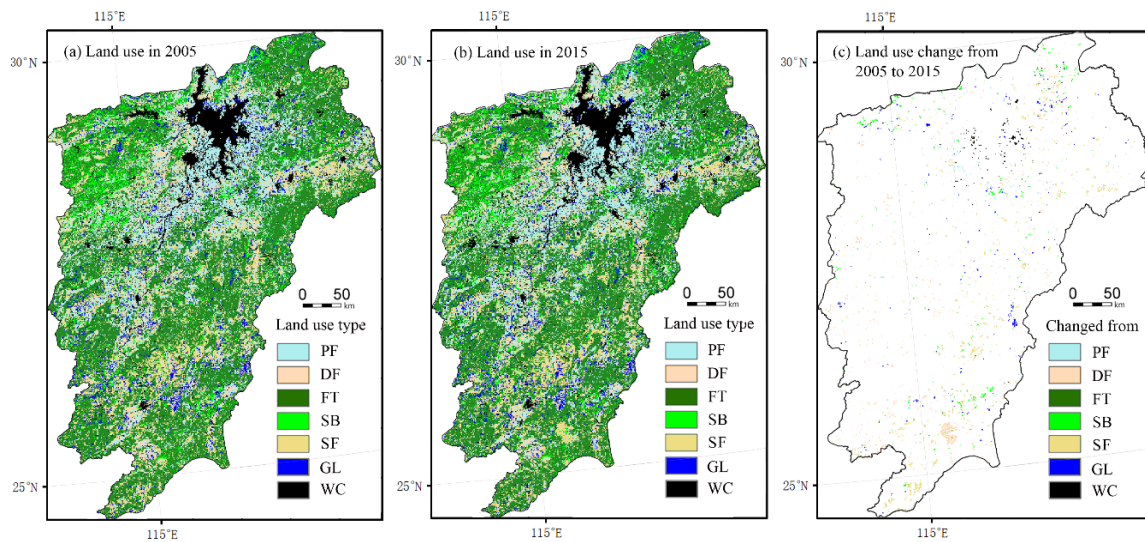 115°E
115°E
115°E
30°N
30°N
30°N
(a) Land use in 2005
(b) Land use in 2015
(c) Land use change from
2005 to 2015
0 50
km
Land use type
PF
DF
FT
SB
SF
GL
WC
0 50
km
Land use type
PF
DF
FT
SB
SF
GL
WC
0 50
km
Changed from
PF
DF
FT
SB
SF
GL
WC
25°N
25°N
25°N
115°E
115°E
115°E